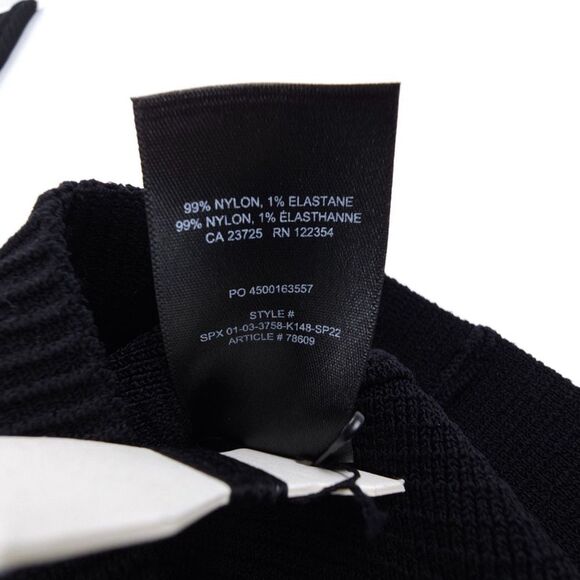 99% NYLON, 1% ELASTANE
99% NYLON, 1% ÉLASTHANNE
CA 23725 RN 122354
PO 4500163557
STYLE #
SPX 01-03-3758-K148-SP22
ARTICLE # 78609